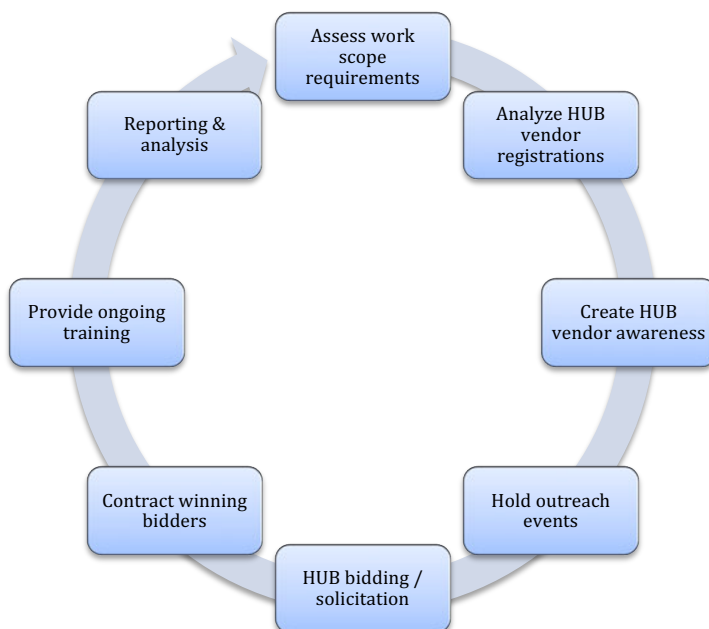 Assess work
scope
requirements
Analyze HUB
vendor
registrations
Create HUB
vendor awareness
Hold outreach
events
HUB bidding /
solicitation
Contract winning
bidders
Provide ongoing
training
Reporting &
analysis